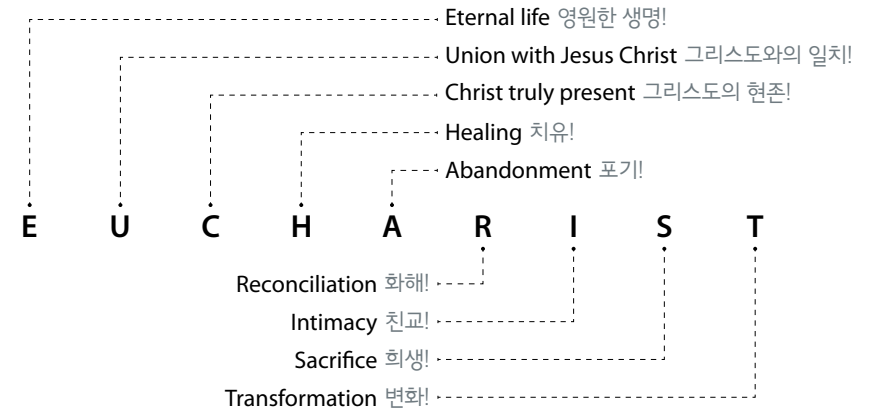 Eternal life 영원한 생명!
Union with Jesus Christ 그리스도와의 일치!
Christ truly present 그리스도의 현존!
Healing 치유!
Abandonment 포기!
E U C H A R I S T
Reconciliation 화해!
Intimacy 친교!
Sacrifice 희생!
Transformation 변화!